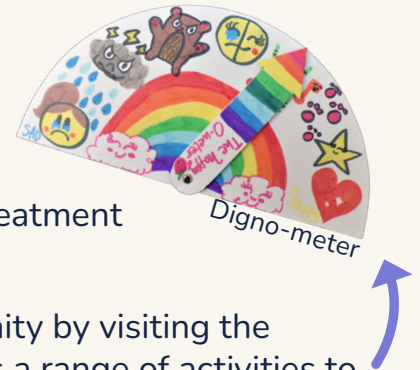 SAD
The happy
O-meter
happy
eatment
Digno-meter
nity by visiting the
s a range of activities to